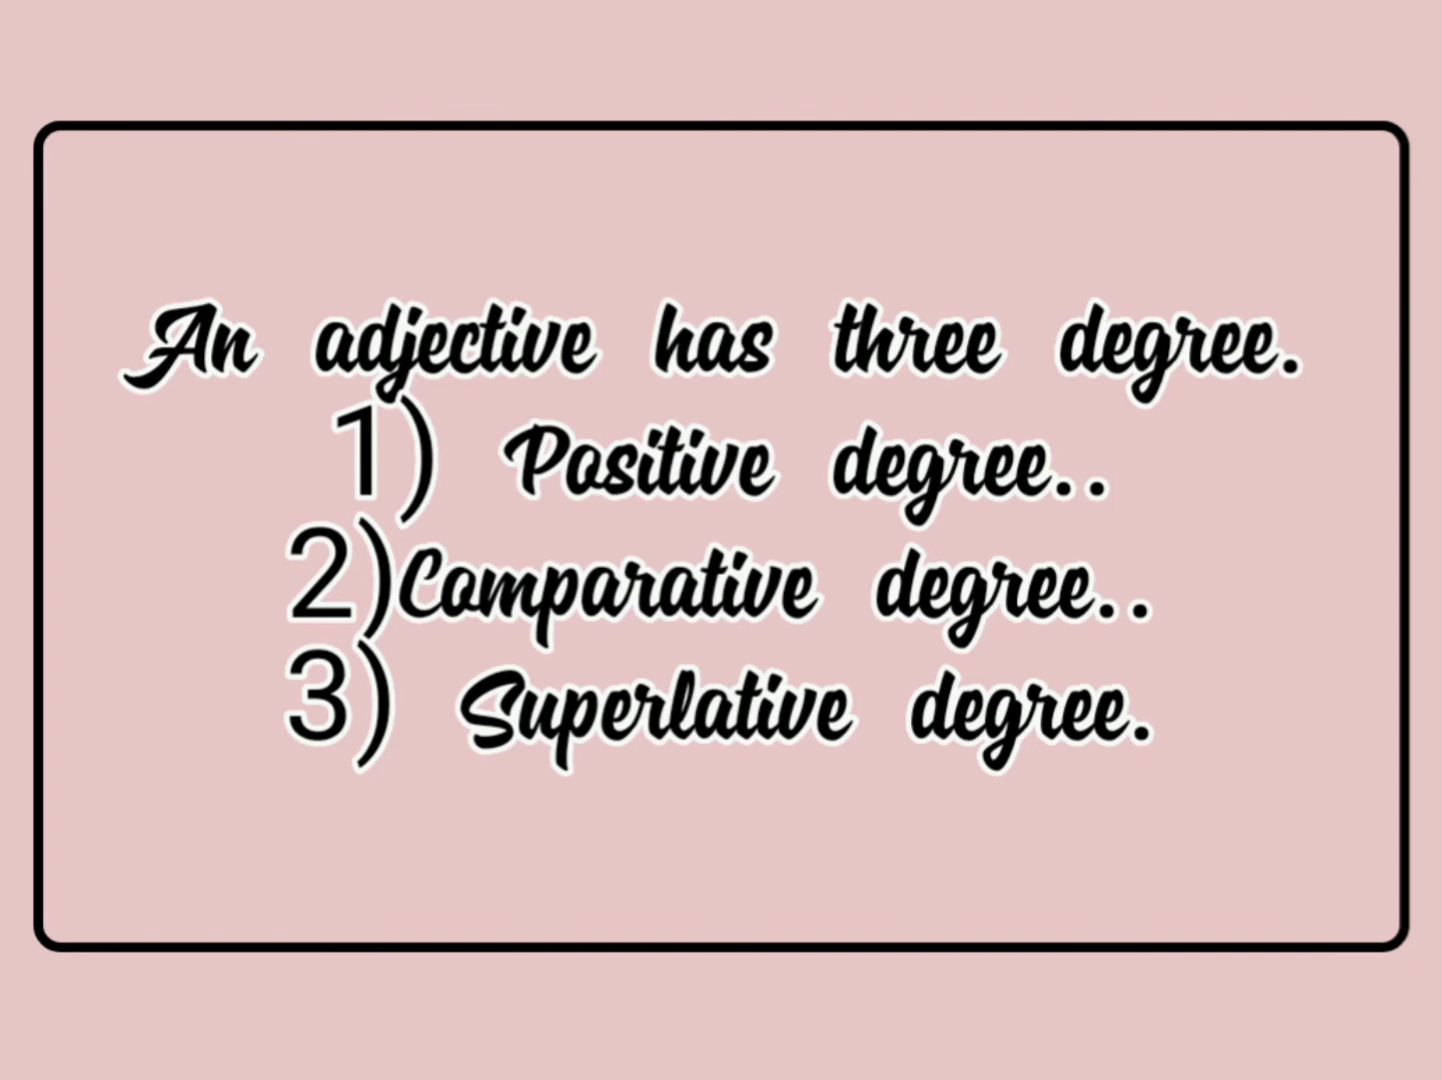 An adjective has three degree.
1) Positive degree..
2)Comparative degree..
3) Superlative degree.